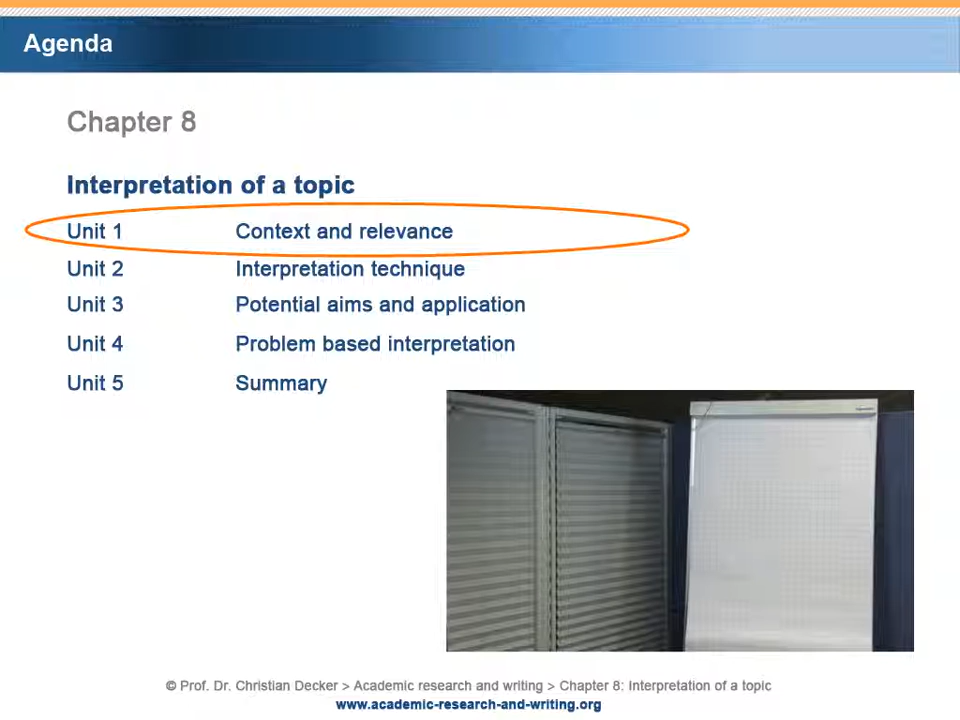 Agenda
Chapter 8
Interpretation of a topic
Unit 1 Context and relevance
Unit 2 Interpretation technique
Unit 3 Potential aims and application
Unit 4 Problem based interpretation
Unit 5 Summary
© Prof. Dr. Christian Decker > Academic research and writing > Chapter 8: Interpretation of a topic
www.academic-research-and-writing.org